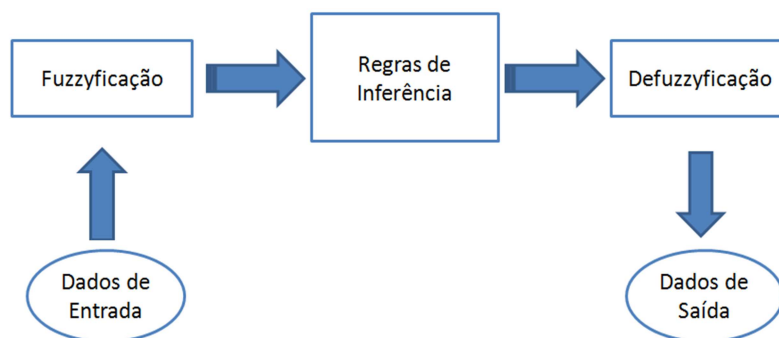 Fuzzyficação
Regras de
Inferência
Defuzzyficação
Dados de
Entrada
Dados de
Saída